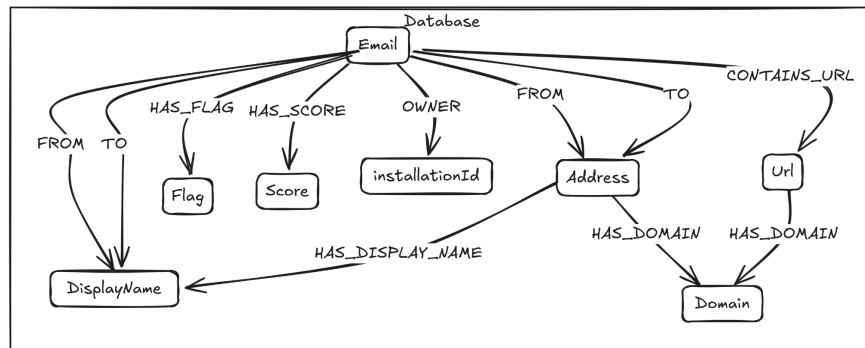 Database
Email
CONTAINS_URL
HAS_FLAG
HAS_SCORE
OWNER
FROM
TO
FROM
TO
Flag
Score
installationId
Address
Url
HAS_DISPLAY_NAME
HAS_DOMAIN
HAS_DOMAIN
DisplayName
Domain